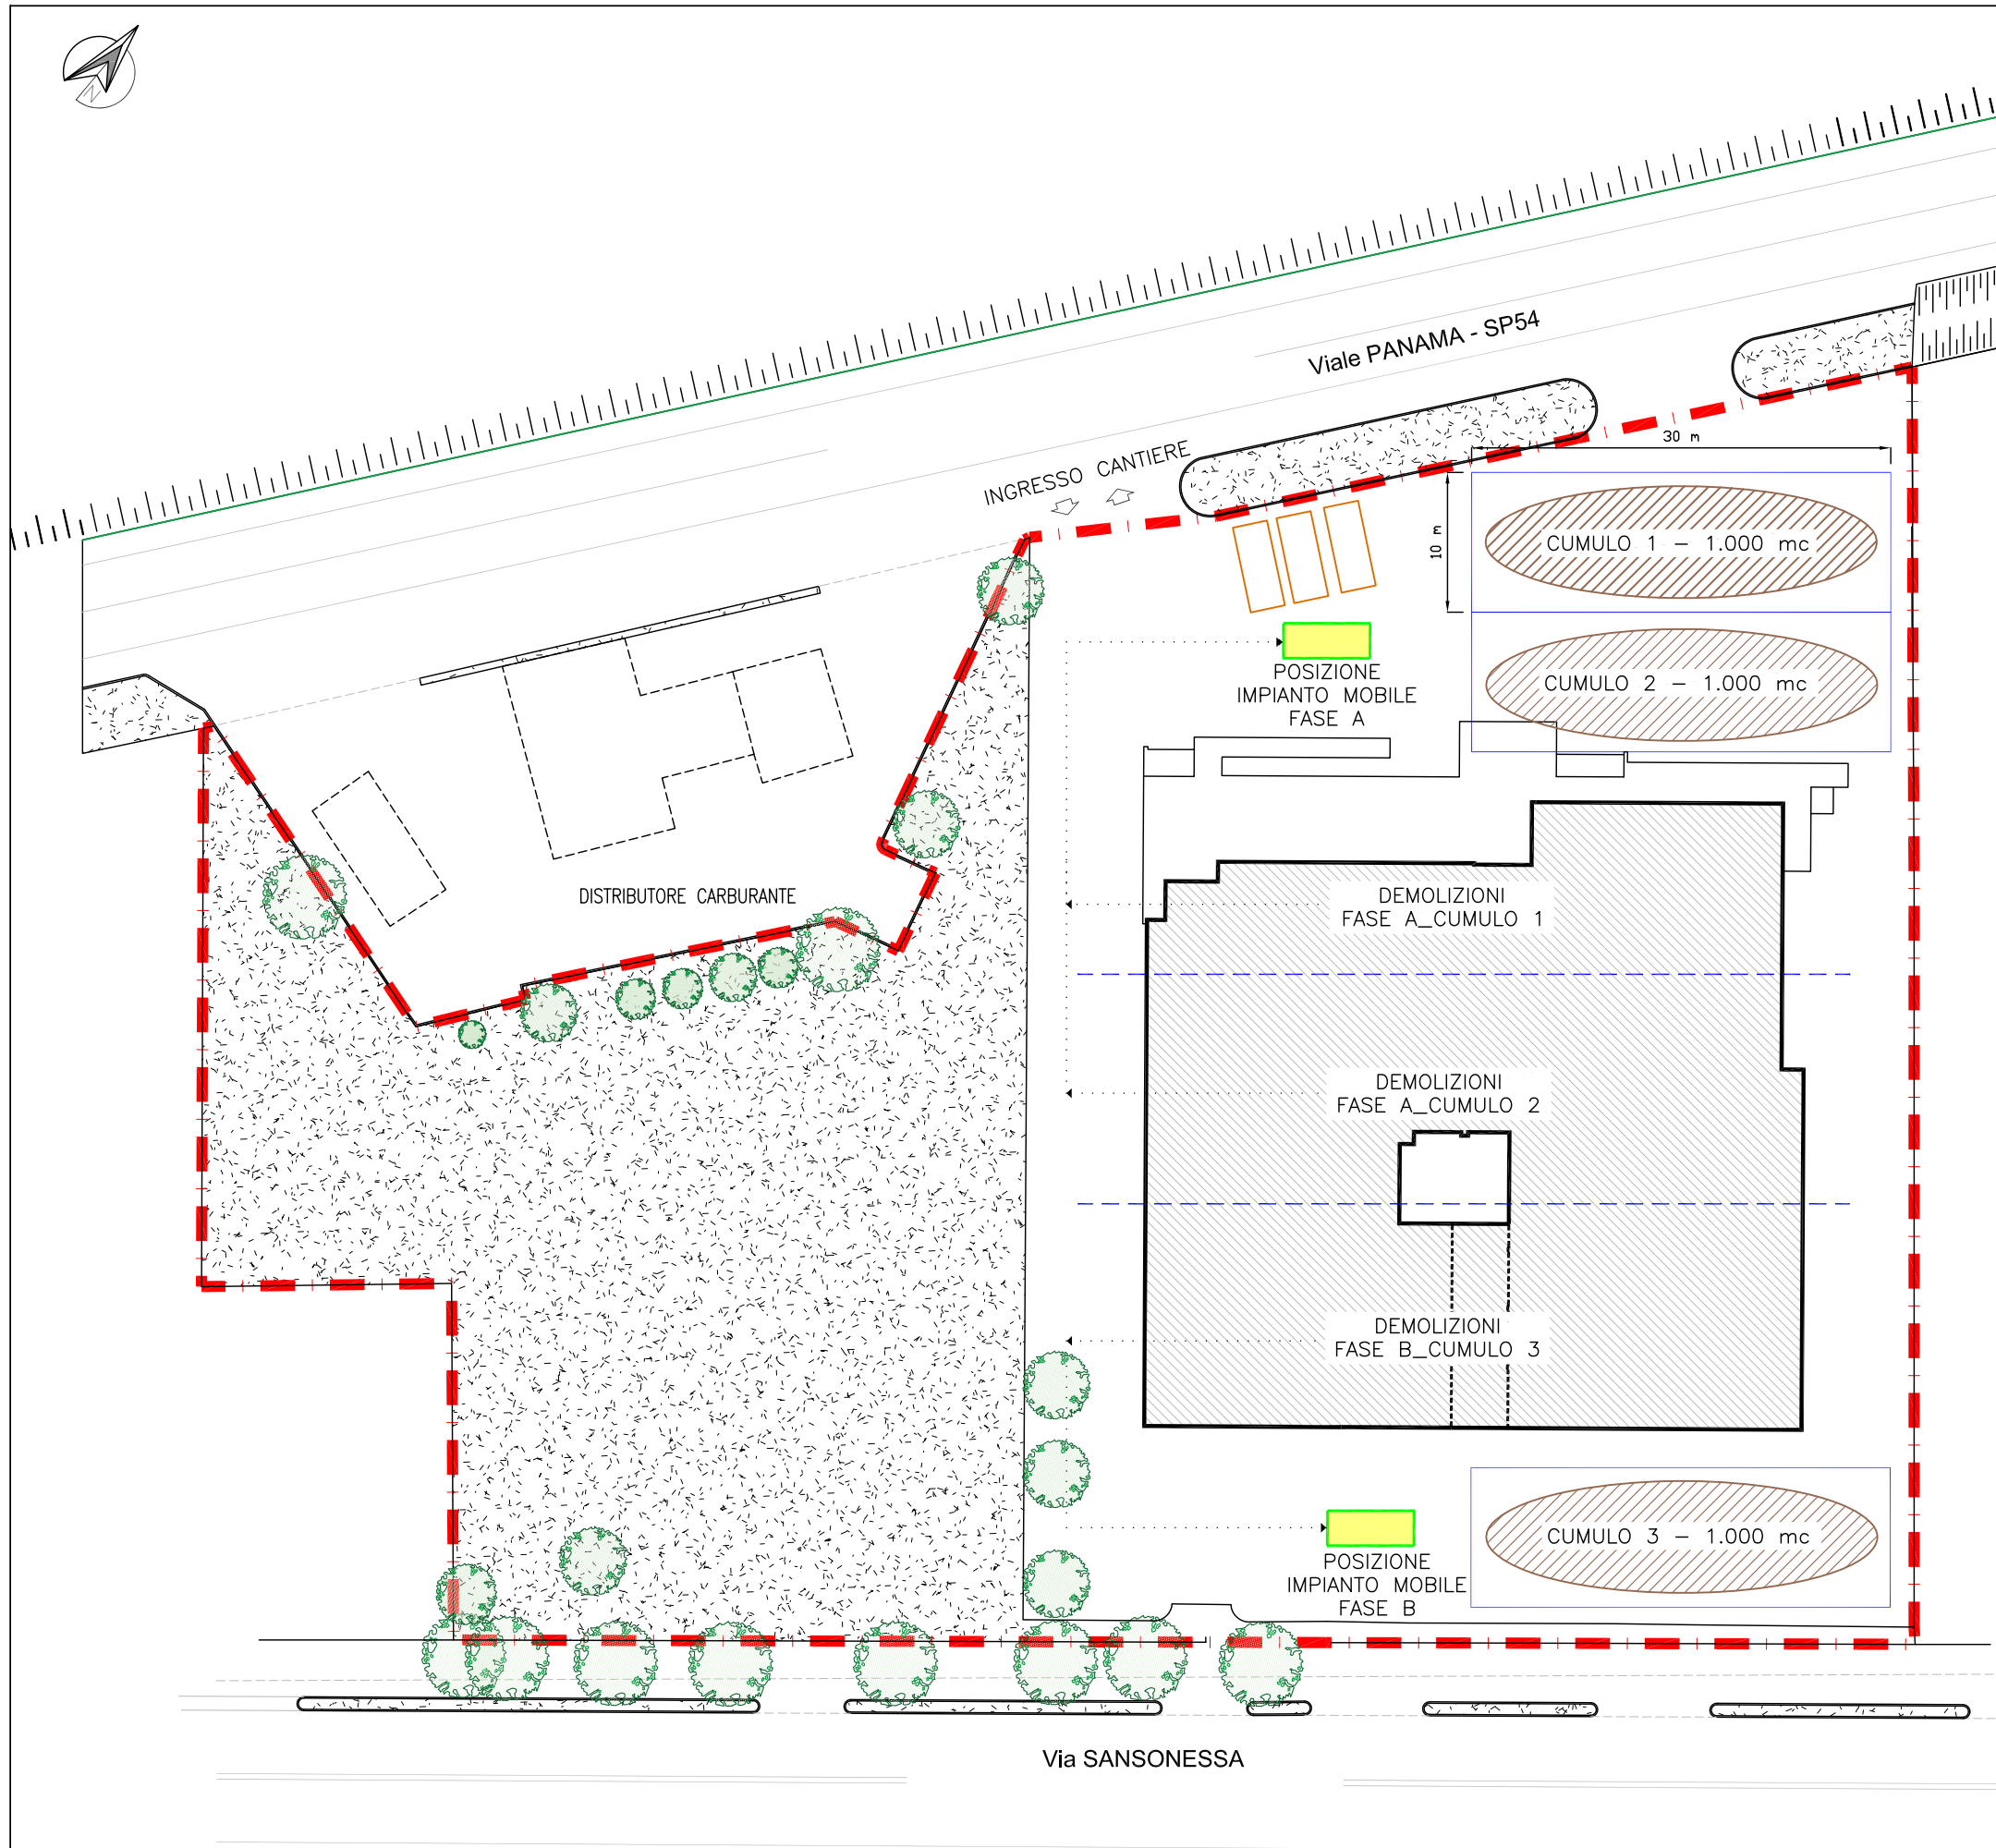 N
Viale PANAMA - SP54
INGRESSO CANTIERE
30 m
10 m
CUMULO 1 - 1.000 mc
CUMULO 2 - 1.000 mc
POSIZIONE
IMPIANTO MOBILE
FASE A
DISTRIBUTORE CARBURANTE
DEMOLIZIONI
FASE A_CUMULO 1
DEMOLIZIONI
FASE A_CUMULO 2
DEMOLIZIONI
FASE B_CUMULO 3
CUMULO 3 - 1.000 mc
POSIZIONE
IMPIANTO MOBILE
FASE B
Via SANSONESSA